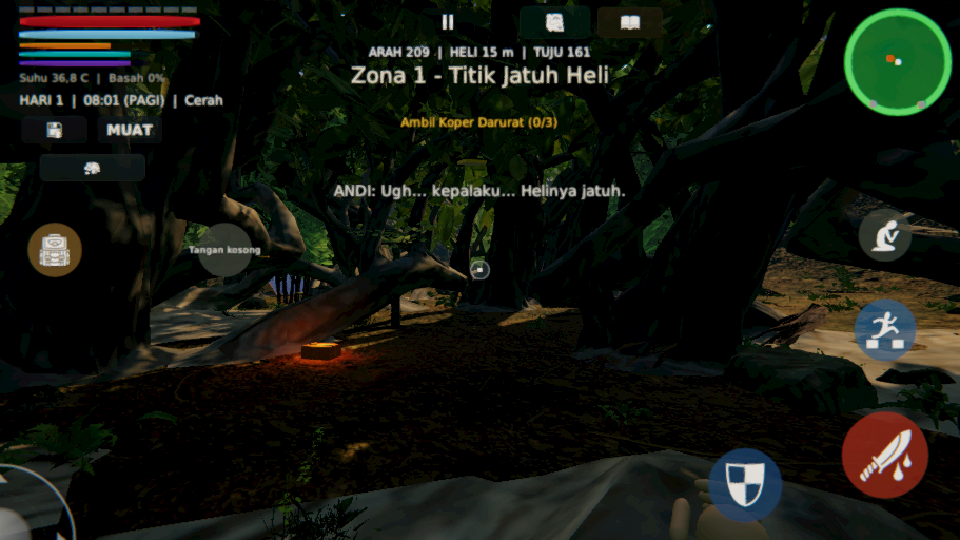 Suhu 36,8 C | Basah 0%
HARI 1 | 08:01 (PAGI) | Cerah
MUAT
ARAH 209 | HELI 15 m | TUJU 161
Zona 1 - Titik Jatuh Heli
Ambil Koper Darurat (0/3)
ANDI: Ugh... kepalaku... Helinya jatuh.
Tangan kosong